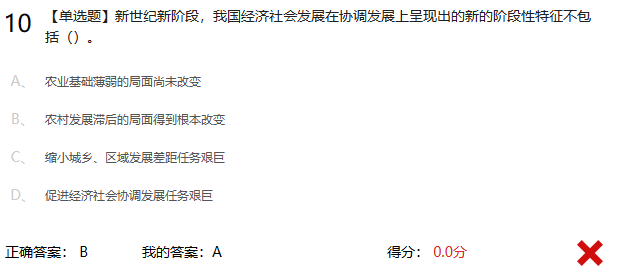 10 【单选题】新世纪新阶段，我国经济社会发展在协调发展上呈现出的新的阶段性特征不包
括（）。
A、 农业基础薄弱的局面尚未改变
B、 农村发展滞后的局面得到根本改变
C、 缩小城乡、区域发展差距任务艰巨
D、 促进经济社会协调发展任务艰巨
正确答案： B 我的答案：A 得分： 0.0分